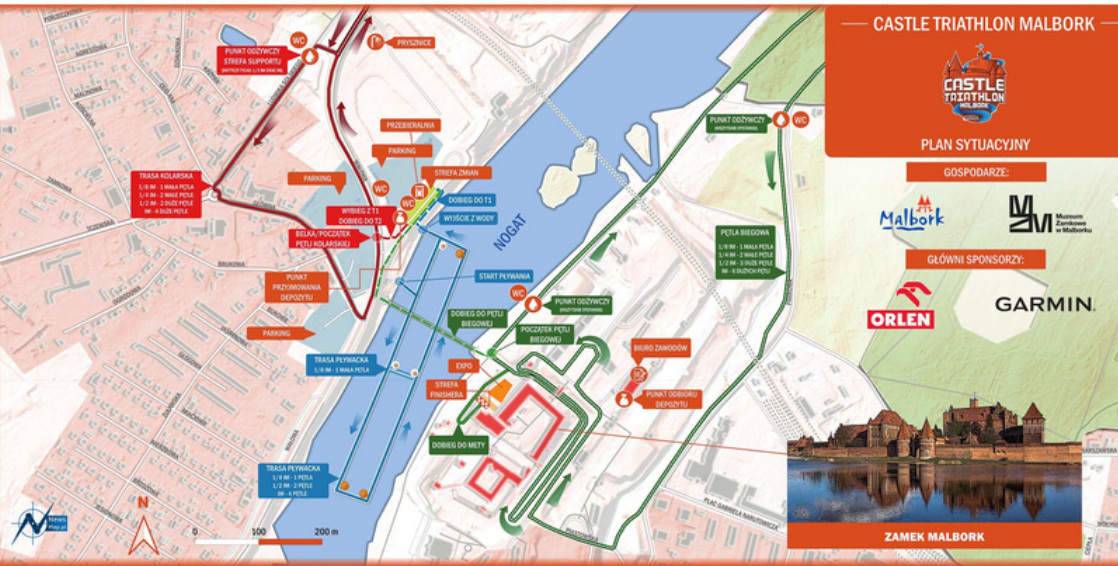 CASTLE TRIATHLON MALBORK
CASTLE
TRIATHLON
MALBORK
PLAN SYTUACYJNY
GOSPODARZE:
Malbork
Muzeum
Zamkowe
w Malborku
GŁÓWNI SPONSORZY:
ORLEN
GARMIN
ZAMEK MALBORK
WC
PUNKT ODŻYWCZY
STREFA SUPPORTU
PRYSZNICE
PRZEBIERALNIA
PARKING
PARKING
STREFA ZMIAN
WC
WC
DOBIEG DO T1
WYJŚCIE Z WODY
TRASA KOLARSKA
1/8 IM - 1 MAŁA PĘTLA
1/4 IM - 2 MAŁE PĘTLE
1/2 IM - 2 DUŻE PĘTLE
IM - 4 DUŻE PĘTLE
WYBIEG Z T1
DOBIEG DO T2
BELKA/POCZĄTEK
PĘTLI KOLARSKIEJ
NOGAT
PUNKT
PRZYJMOWANIA
DEPOZYTU
START PŁYWANIA
PARKING
TRASA PŁYWACKA
1/8 IM - 1 MAŁA PĘTLA
DOBIEG DO PĘTLI
BIEGOWEJ
WC
PUNKT ODŻYWCZY
POCZĄTEK PĘTLI
BIEGOWEJ
PUNKT ODŻYWCZY
WC
PĘTLA BIEGOWA
1/8 IM - 1 MAŁA PĘTLA
1/4 IM - 2 MAŁE PĘTLE
1/2 IM - 3 DUŻE PĘTLE
IM - 6 DUŻYCH PĘTLI
EXPO
STREFA
FINISHERA
DOBIEG DO METY
BIURO ZAWODÓW
PUNKT ODBIORU
DEPOZYTU
TRASA PŁYWACKA
1/4 IM - 1 PĘTLA
1/2 IM - 2 PĘTLE
IM - 4 PĘTLE
TCZEWSKA
BRUKOWA
PLAC GABRIELA NARUTOWICZA
PIASTOWSKA
News
Map.pl
N
0 100 200 m